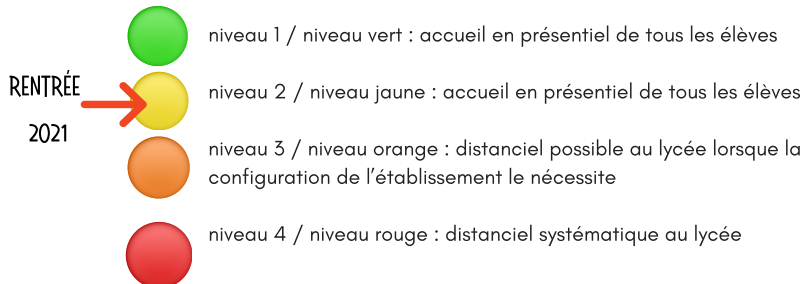 niveau 1 / niveau vert : accueil en présentiel de tous les élèves
RENTRÉE
2021
niveau 2 / niveau jaune : accueil en présentiel de tous les élèves
niveau 3 / niveau orange : distanciel possible au lycée lorsque la
configuration de l’établissement le nécessite
niveau 4 / niveau rouge : distanciel systématique au lycée